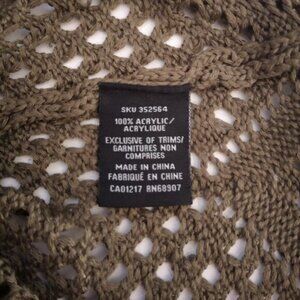 SKU 352564
100% ACRYLIC/
ACRYLIQUE
EXCLUSIVE OF TRIMS/
GARNITURES NON
COMPRISES
MADE IN CHINA
FABRIQUÉ EN CHINE
CA01217 RN68907